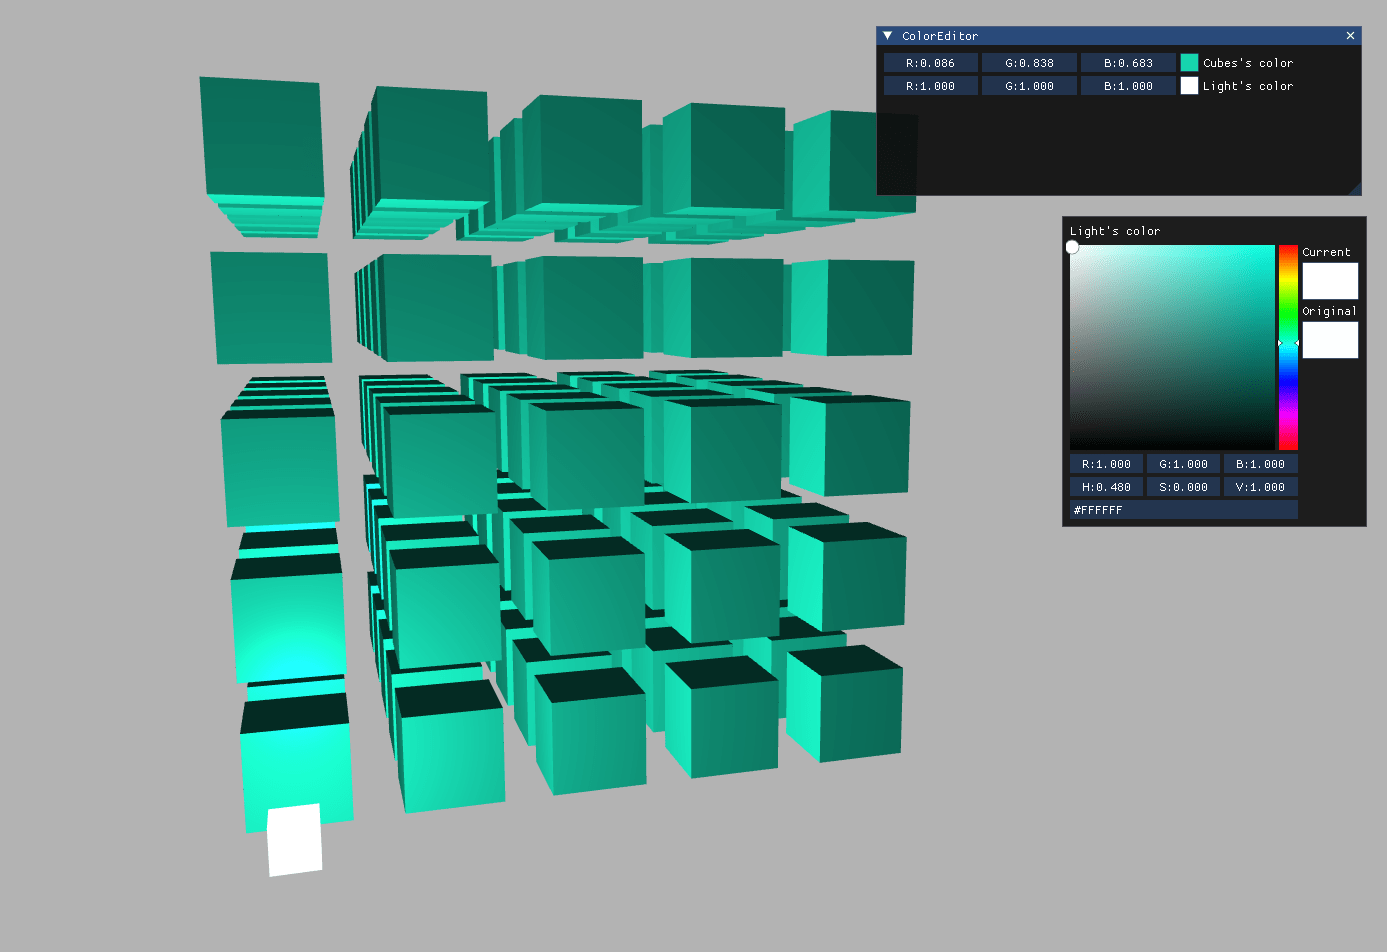 ColorEditor
R:0.086 G:0.838 B:0.683 Cubes's color
R:1.000 G:1.000 B:1.000 Light's color
Light's color
Current
Original
R:1.000 G:1.000 B:1.000
H:0.480 S:0.000 V:1.000
#FFFFFF